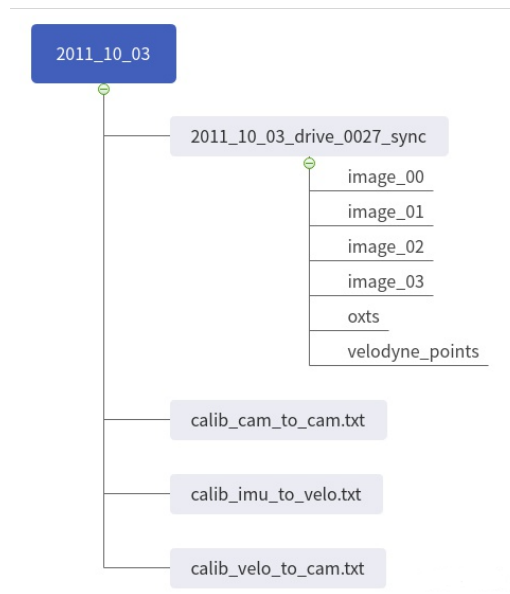 2011_10_03
2011_10_03_drive_0027_sync
image_00
image_01
image_02
image_03
oxts
velodyne_points
calib_cam_to_cam.txt
calib_imu_to_velo.txt
calib_velo_to_cam.txt